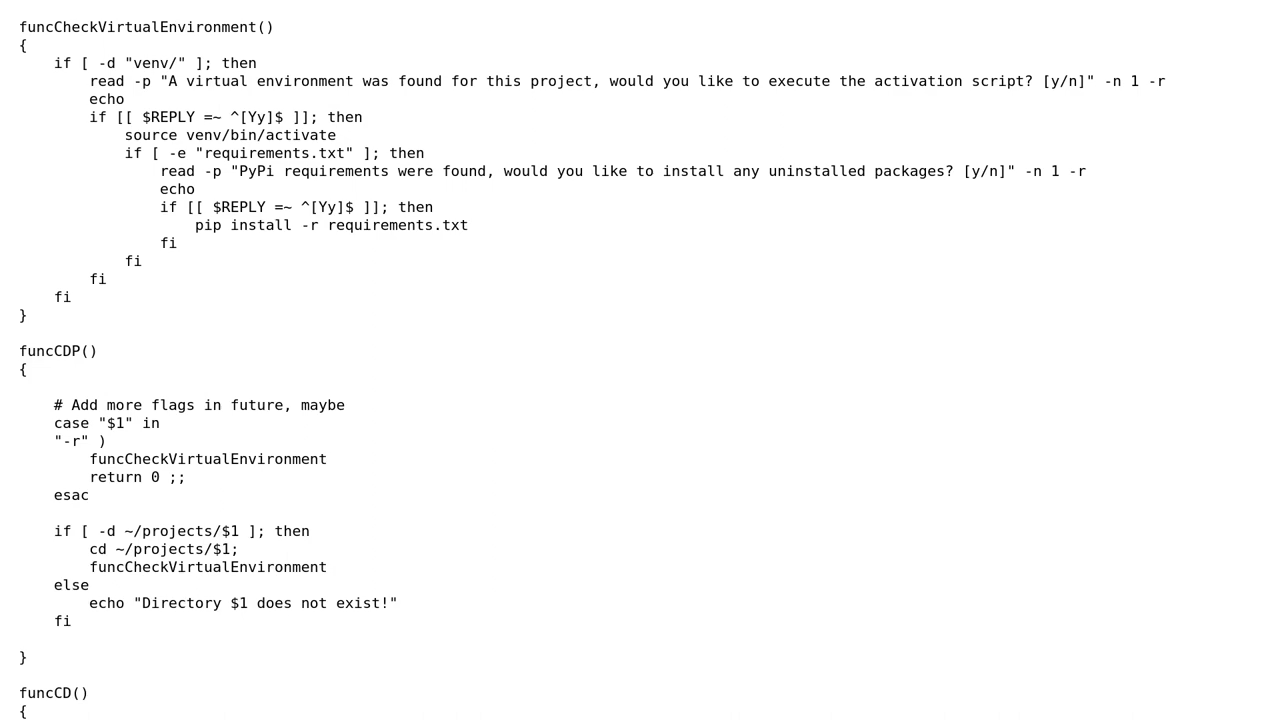 funcCheckVirtualEnvironment()
{
    if [ -d "venv/" ]; then
        read -p "A virtual environment was found for this project, would you like to execute the activation script? [y/n]" -n 1 -r
        echo
        if [[ $REPLY =~ ^[Yy]$ ]]; then
            source venv/bin/activate
            if [ -e "requirements.txt" ]; then
                read -p "PyPi requirements were found, would you like to install any uninstalled packages? [y/n]" -n 1 -r
                echo
                if [[ $REPLY =~ ^[Yy]$ ]]; then
                    pip install -r requirements.txt
                fi
            fi
        fi
    fi
}

funcCDP()
{

    # Add more flags in future, maybe
    case "$1" in
    "-r" )
        funcCheckVirtualEnvironment
        return 0 ;;
    esac

    if [ -d ~/projects/$1 ]; then
        cd ~/projects/$1;
        funcCheckVirtualEnvironment
    else
        echo "Directory $1 does not exist!"
    fi

}

funcCD()
{